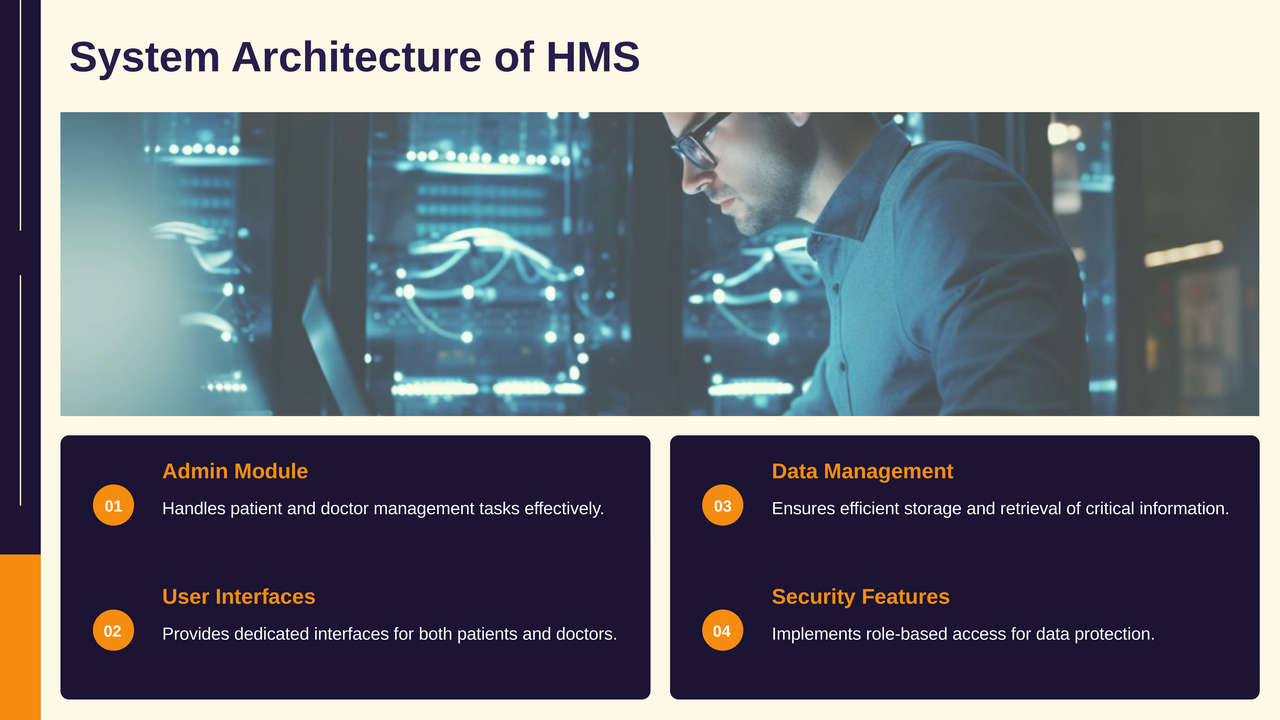 System Architecture of HMS
Admin Module
01
Handles patient and doctor management tasks effectively.
User Interfaces
02
Provides dedicated interfaces for both patients and doctors.
Data Management
03
Ensures efficient storage and retrieval of critical information.
Security Features
04
Implements role-based access for data protection.